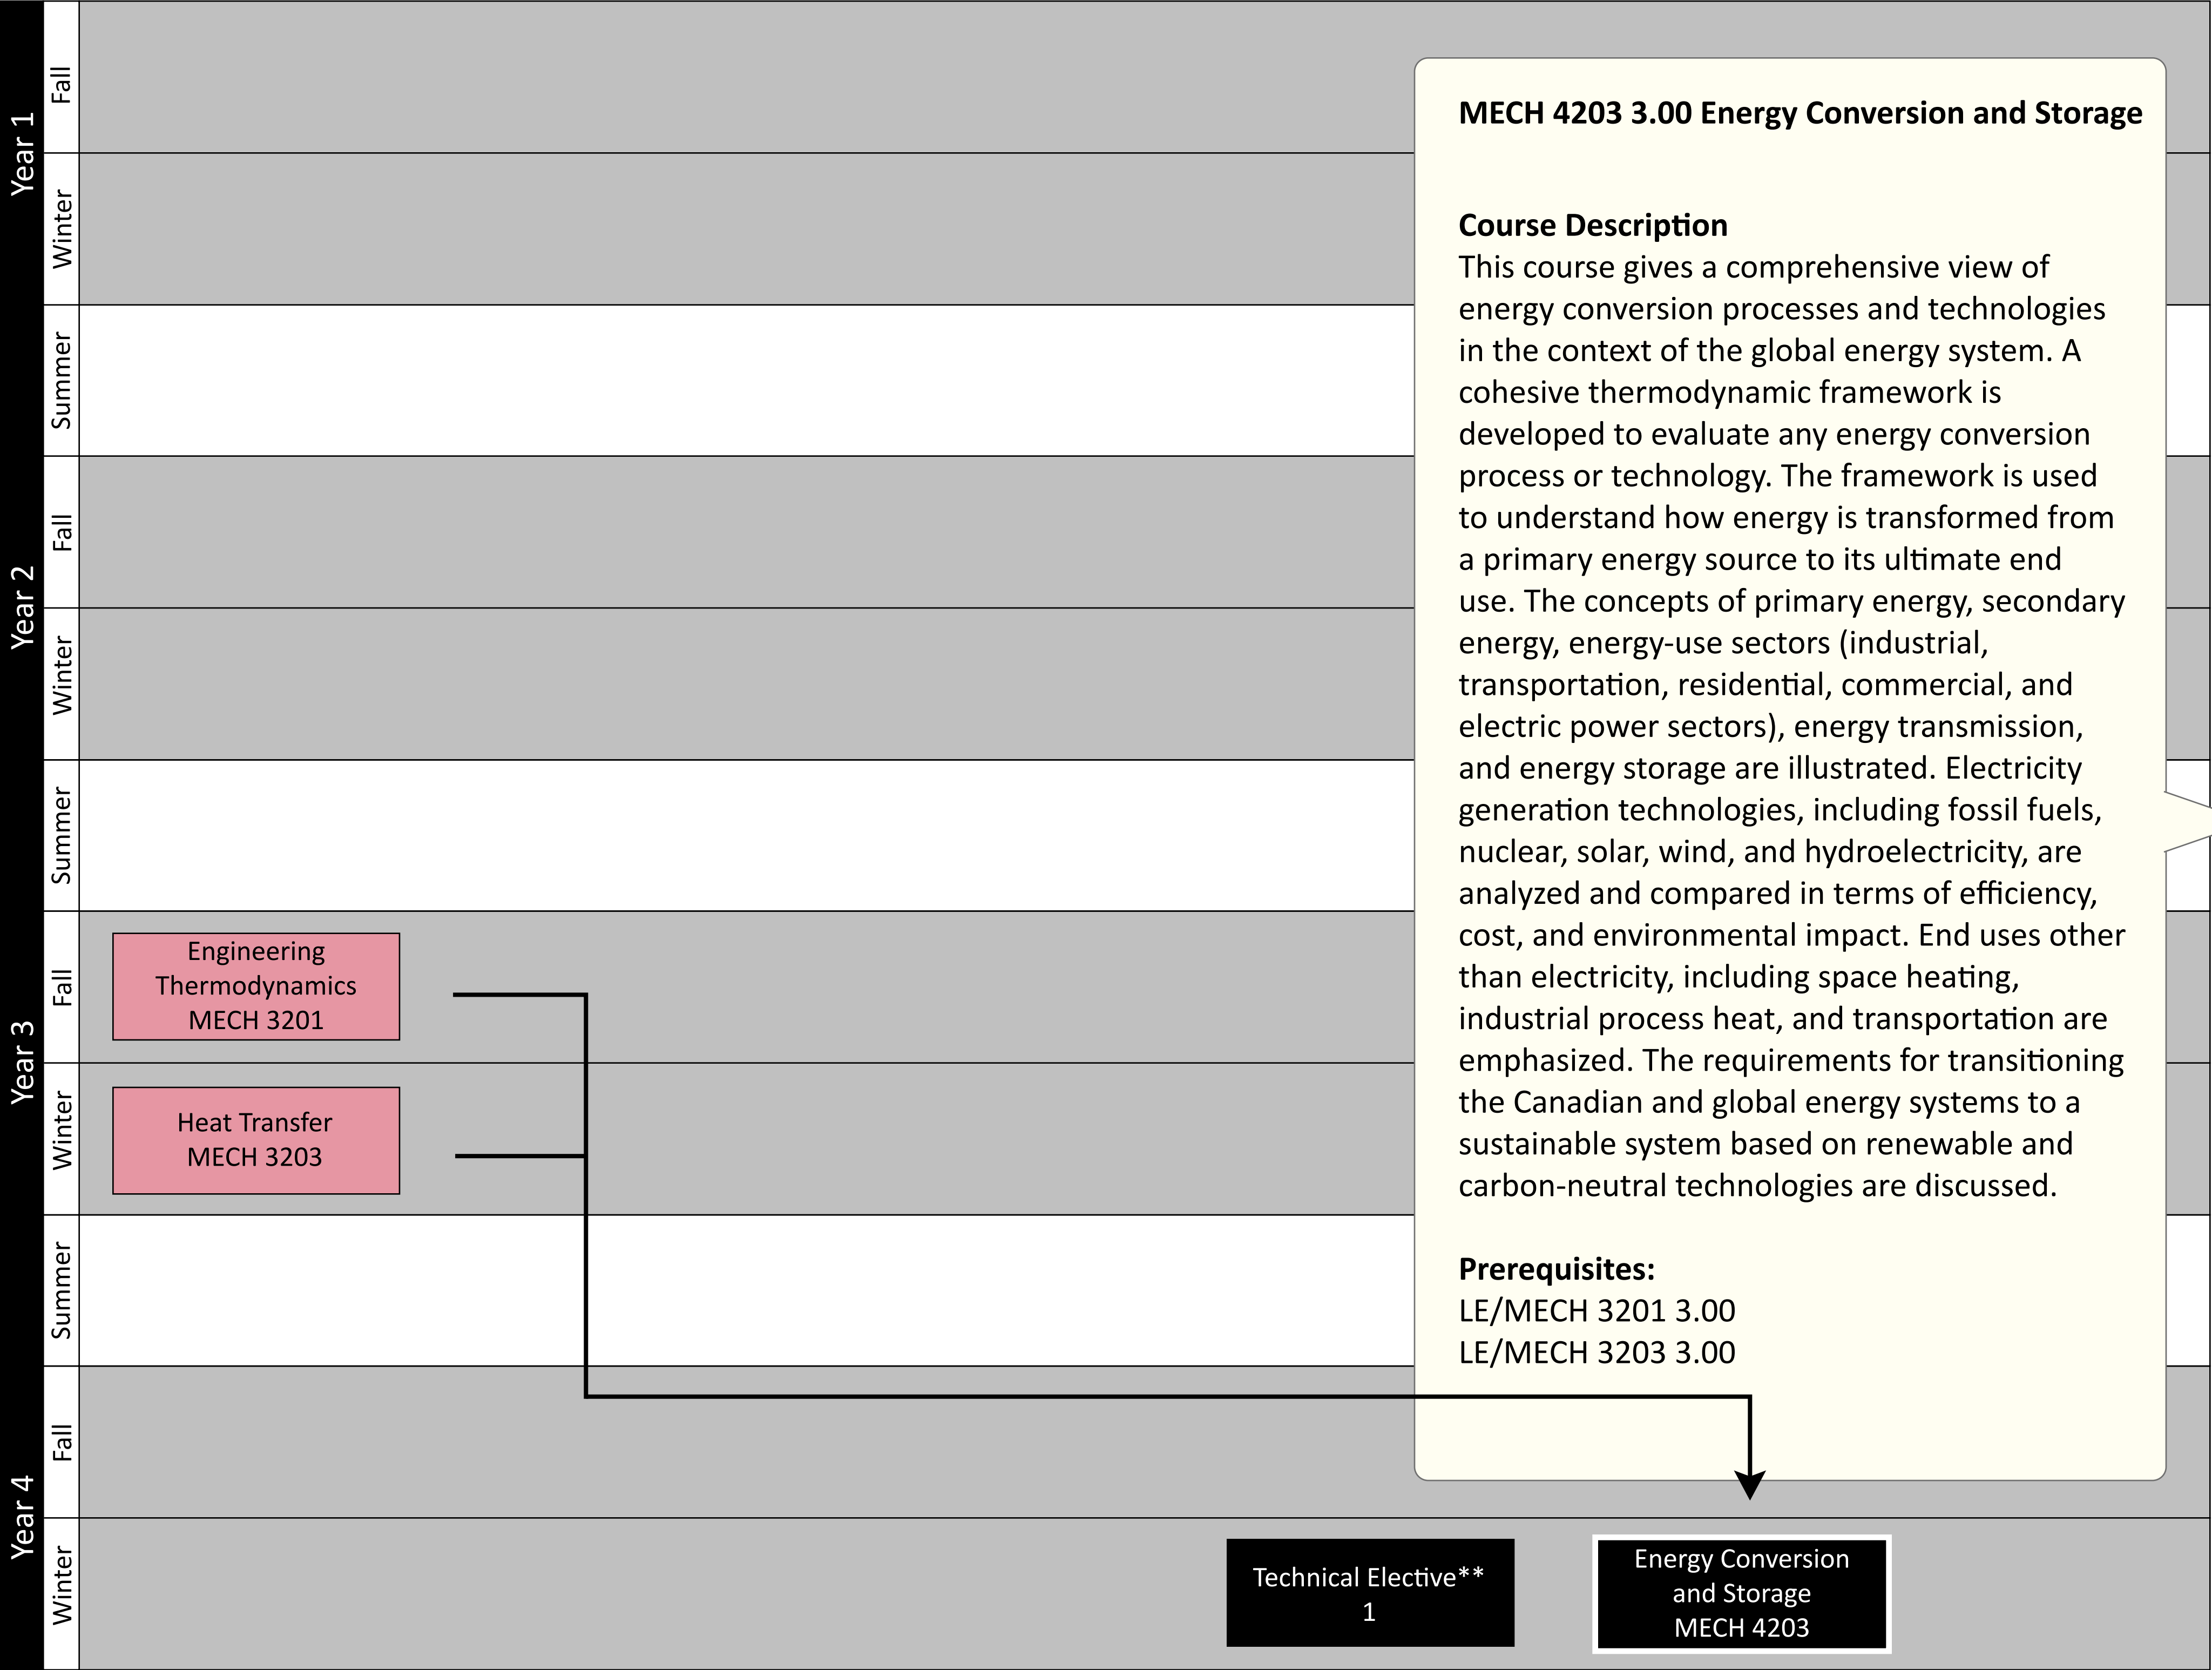 Year 1
Fall
Winter
Summer
Year 2
Fall
Winter
Summer
Year 3
Fall
Winter
Summer
Year 4
Fall
Winter
MECH 4203 3.00 Energy Conversion and Storage
Course Description
This course gives a comprehensive view of
energy conversion processes and technologies
in the context of the global energy system. A
cohesive thermodynamic framework is
developed to evaluate any energy conversion
process or technology. The framework is used
to understand how energy is transformed from
a primary energy source to its ultimate end
use. The concepts of primary energy, secondary
energy, energy-use sectors (industrial,
transportation, residential, commercial, and
electric power sectors), energy transmission,
and energy storage are illustrated. Electricity
generation technologies, including fossil fuels,
nuclear, solar, wind, and hydroelectricity, are
analyzed and compared in terms of efficiency,
cost, and environmental impact. End uses other
than electricity, including space heating,
industrial process heat, and transportation are
emphasized. The requirements for transitioning
the Canadian and global energy systems to a
sustainable system based on renewable and
carbon-neutral technologies are discussed.
Prerequisites:
LE/MECH 3201 3.00
LE/MECH 3203 3.00
Engineering
Thermodynamics
MECH 3201
Heat Transfer
MECH 3203
Technical Elective**
1
Energy Conversion
and Storage
MECH 4203